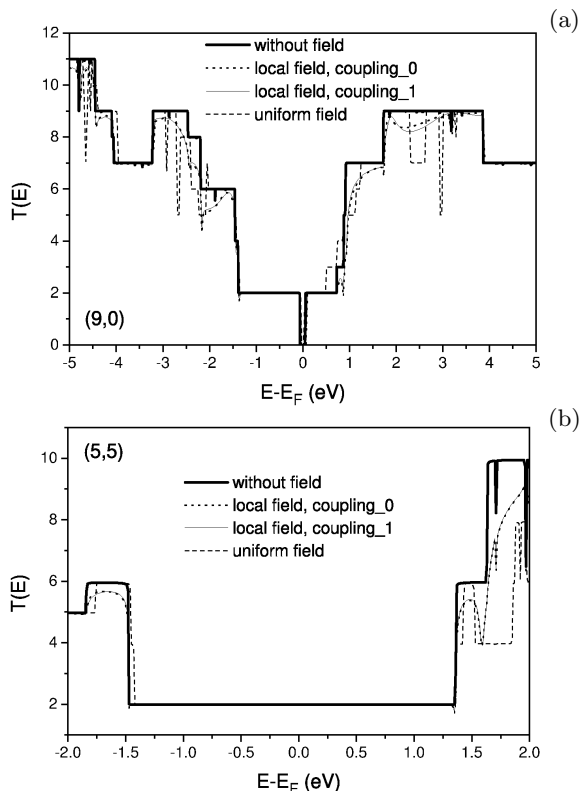 (a)
12
10
8
6
4
2
0
T(E)
without field
local field, coupling_0
local field, coupling_1
uniform field
(9,0)
-5 -4 -3 -2 -1 0 1 2 3 4 5
E-E_F (eV)
(b)
(5,5)
10
8
6
4
2
T(E)
without field
local field, coupling_0
local field, coupling_1
uniform field
-2.0 -1.5 -1.0 -0.5 0.0 0.5 1.0 1.5 2.0
E-E_F (eV)